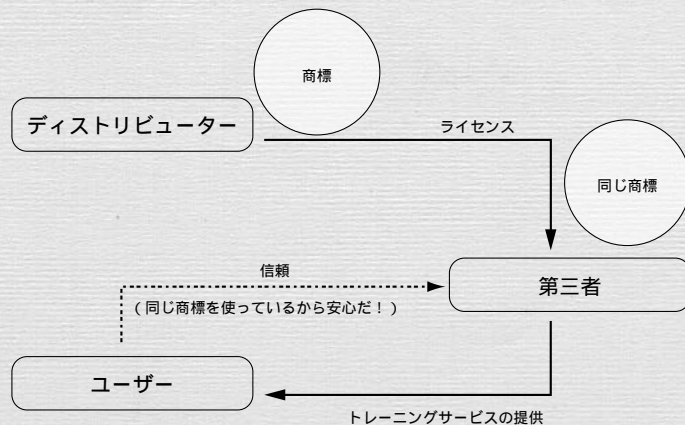 商標
ディストリビューター
ライセンス
同じ商標
信頼
第三者
(同じ商標を使っているから安心だ!)
ユーザー
トレーニングサービスの提供